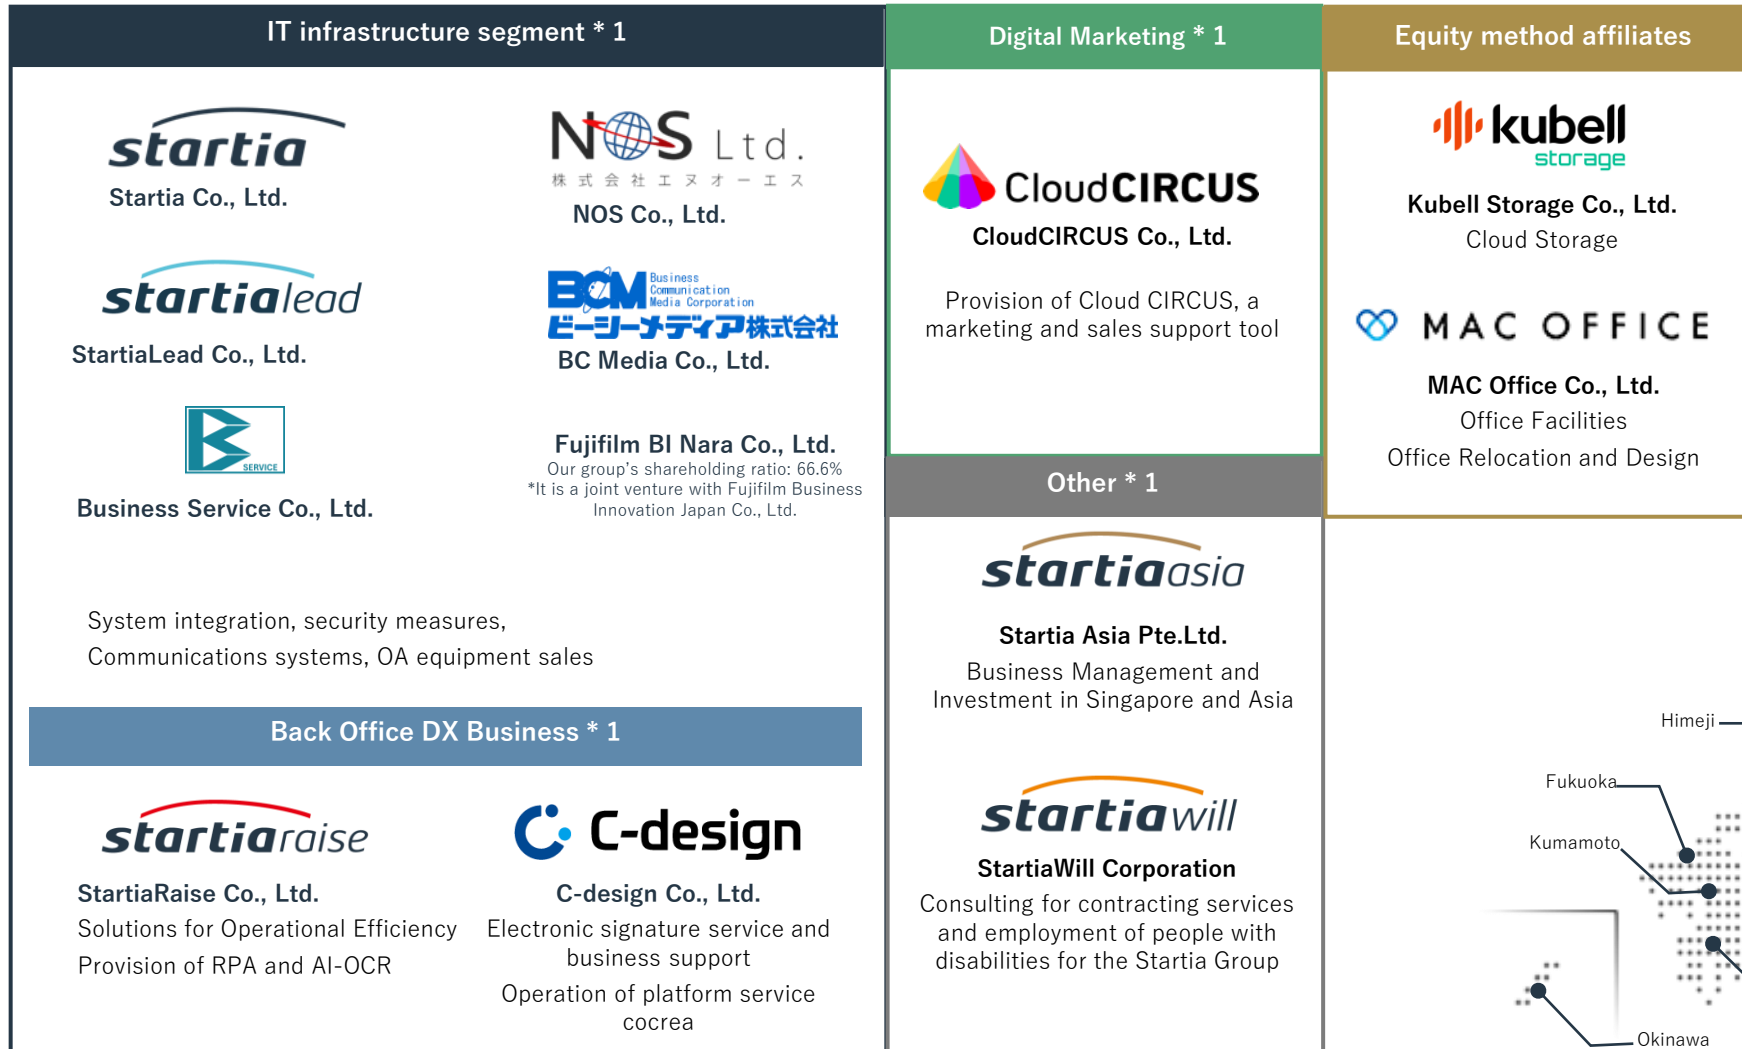 IT infrastructure segment * 1
startia
Startia Co., Ltd.
NOS Ltd.
株式会社エヌオーエス
NOS Co., Ltd.
startialead
StartiaLead Co., Ltd.
BCM
Business
Communication
Media Corporation
ビーシーメディア株式会社
BC Media Co., Ltd.
B
SERVICE
Business Service Co., Ltd.
Fujifilm BI Nara Co., Ltd.
Our group's shareholding ratio: 66.6%
*It is a joint venture with Fujifilm Business
Innovation Japan Co., Ltd.
System integration, security measures,
Communications systems, OA equipment sales
Back Office DX Business * 1
startiaraise
StartiaRaise Co., Ltd.
Solutions for Operational Efficiency
Provision of RPA and AI-OCR
C-design
C-design Co., Ltd.
Electronic signature service and
business support
Operation of platform service
cocrea
Digital Marketing * 1
CloudCIRCUS
CloudCIRCUS Co., Ltd.
Provision of Cloud CIRCUS, a
marketing and sales support tool
Other * 1
startiaasia
Startia Asia Pte.Ltd.
Business Management and
Investment in Singapore and Asia
startiawill
StartiaWill Corporation
Consulting for contracting services
and employment of people with
disabilities for the Startia Group
Equity method affiliates
kubell
storage
Kubell Storage Co., Ltd.
Cloud Storage
MAC OFFICE
MAC Office Co., Ltd.
Office Facilities
Office Relocation and Design
Himeji
Fukuoka
Kumamoto
Okinawa